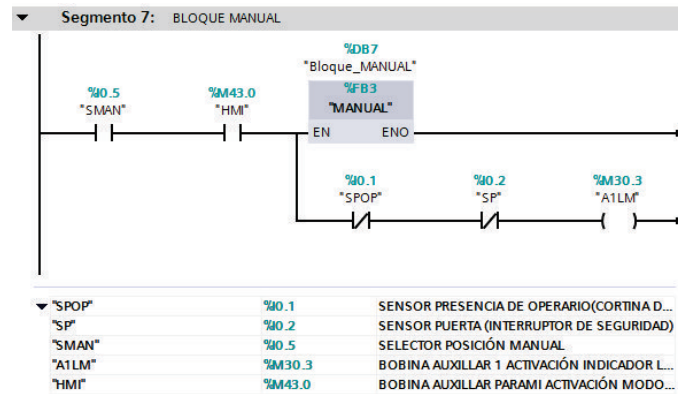 Segmento 7: BLOQUE MANUAL
%DB7
"Bloque_MANUAL"
%I0.5 %M43.0 %FB3
"SMAN" "HMI" "MANUAL"
EN ENO
%I0.1 %I0.2 %M30.3
"SPOP" "SP" "A1LM"
"SPOP" %I0.1 SENSOR PRESENCIA DE OPERARIO(CORTINA D...
"SP" %I0.2 SENSOR PUERTA (INTERRUPTOR DE SEGURIDAD)
"SMAN" %I0.5 SELECTOR POSICIÓN MANUAL
"A1LM" %M30.3 BOBINA AUXILLAR 1 ACTIVACIÓN INDICADOR L...
"HMI" %M43.0 BOBINA AUXILLAR PARAMI ACTIVACIÓN MODO...